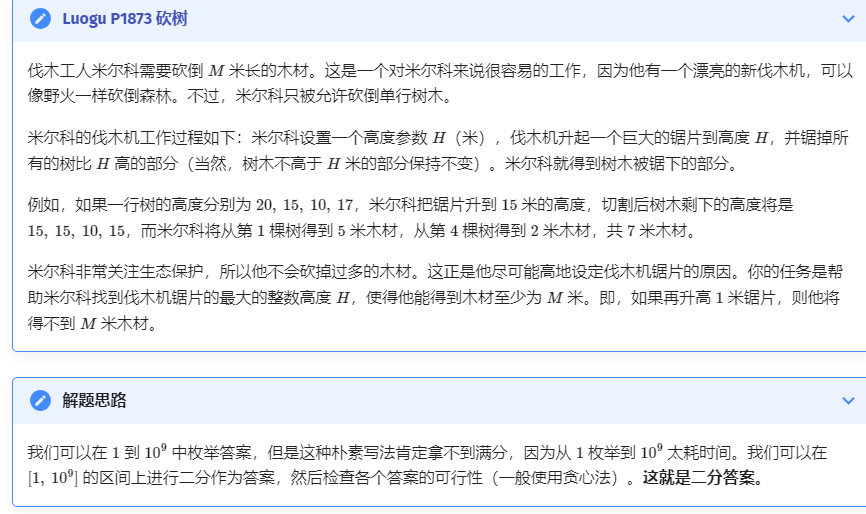 Luogu P1873 砍树
伐木工人米尔科需要砍倒 M 米长的木材。这是一个对米尔科来说很容易的工作，因为他有一个漂亮的新伐木机，可以
像野火一样砍倒森林。不过，米尔科只被允许砍倒单行树木。
米尔科的伐木机工作过程如下：米尔科设置一个高度参数 H（米），伐木机升起一个巨大的锯片到高度 H，并锯掉所
有的树比 H 高的部分（当然，树木不高于 H 米的部分保持不变）。米尔科就得到树木被锯下的部分。
例如，如果一行树的高度分别为 20, 15, 10, 17，米尔科把锯片升到 15 米的高度，切割后树木剩下的高度将是
15, 15, 10, 15，而米尔科将从第 1 棵树得到 5 米木材，从第 4 棵树得到 2 米木材，共 7 米木材。
米尔科非常关注生态保护，所以他不会砍掉过多的木材。这正是他尽可能高地设定伐木机锯片的原因。你的任务是帮
助米尔科找到伐木机锯片的最大的整数高度 H，使得他能得到木材至少为 M 米。即，如果再升高 1 米锯片，则他将
得不到 M 米木材。
解题思路
我们可以在 1 到 10⁹ 中枚举答案，但是这种朴素写法肯定拿不到满分，因为从 1 枚举到 10⁹ 太耗时间。我们可以在
[1, 10⁹] 的区间上进行二分作为答案，然后检查各个答案的可行性（一般使用贪心法）。这就是二分答案。